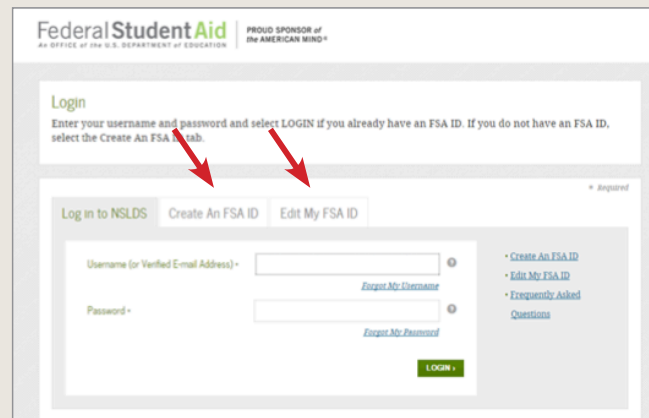 Federal Student Aid
An OFFICE of the U.S. DEPARTMENT of EDUCATION
PROUD SPONSOR of
the AMERICAN MIND®
Login
Enter your username and password and select LOGIN if you already have an FSA ID. If you do not have an FSA ID,
select the Create An FSA ID tab.
* Required
Log in to NSLDS
Create An FSA ID
Edit My FSA ID
Username (or Verified E-mail Address) *
Forgot My Username
Password *
Forgot My Password
LOGIN ›
• Create An FSA ID
• Edit My FSA ID
• Frequently Asked
Questions